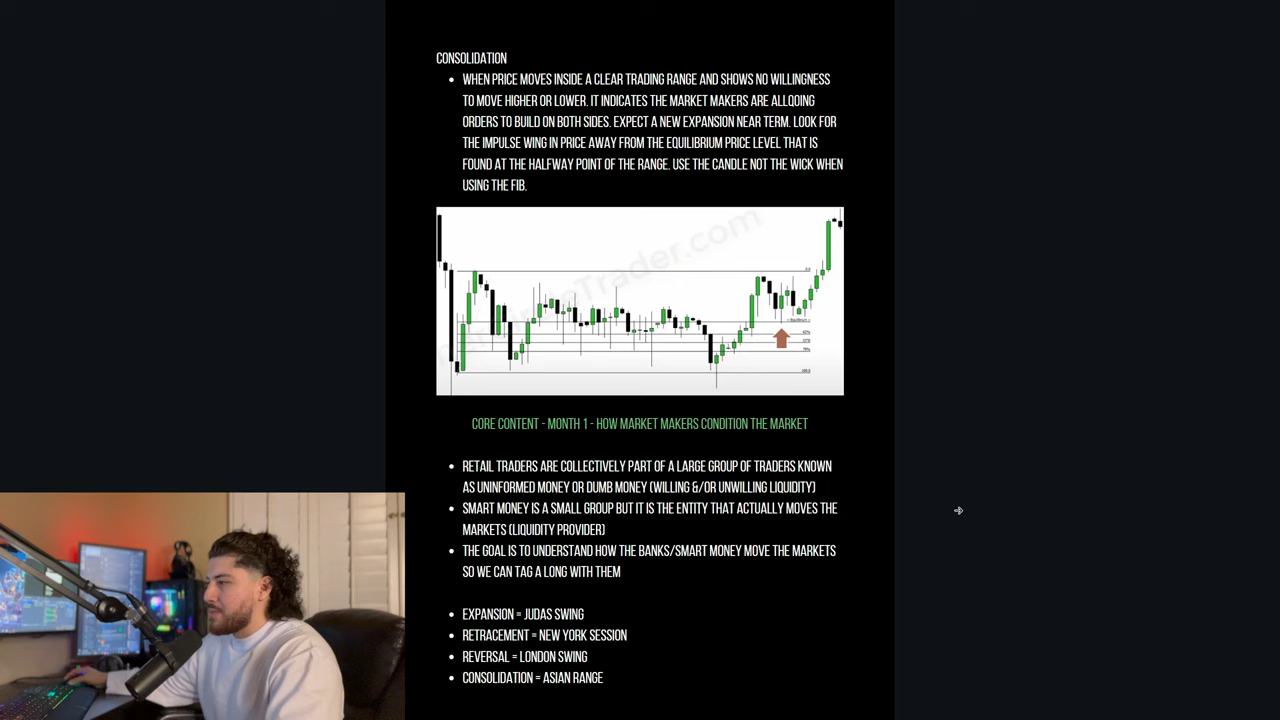 CONSOLIDATION
• WHEN PRICE MOVES INSIDE A CLEAR TRADING RANGE AND SHOWS NO WILLINGNESS
TO MOVE HIGHER OR LOWER. IT INDICATES THE MARKET MAKERS ARE ALLQOING
ORDERS TO BUILD ON BOTH SIDES. EXPECT A NEW EXPANSION NEAR TERM. LOOK FOR
THE IMPULSE WING IN PRICE AWAY FROM THE EQUILIBRIUM PRICE LEVEL THAT IS
FOUND AT THE HALFWAY POINT OF THE RANGE. USE THE CANDLE NOT THE WICK WHEN
USING THE FIB.
Trader.com
CORE CONTENT - MONTH 1 - HOW MARKET MAKERS CONDITION THE MARKET
• RETAIL TRADERS ARE COLLECTIVELY PART OF A LARGE GROUP OF TRADERS KNOWN
AS UNINFORMED MONEY OR DUMB MONEY (WILLING &/OR UNWILLING LIQUIDITY)
• SMART MONEY IS A SMALL GROUP BUT IT IS THE ENTITY THAT ACTUALLY MOVES THE
MARKETS (LIQUIDITY PROVIDER)
• THE GOAL IS TO UNDERSTAND HOW THE BANKS/SMART MONEY MOVE THE MARKETS
SO WE CAN TAG A LONG WITH THEM
• EXPANSION = JUDAS SWING
• RETRACEMENT = NEW YORK SESSION
• REVERSAL = LONDON SWING
• CONSOLIDATION = ASIAN RANGE